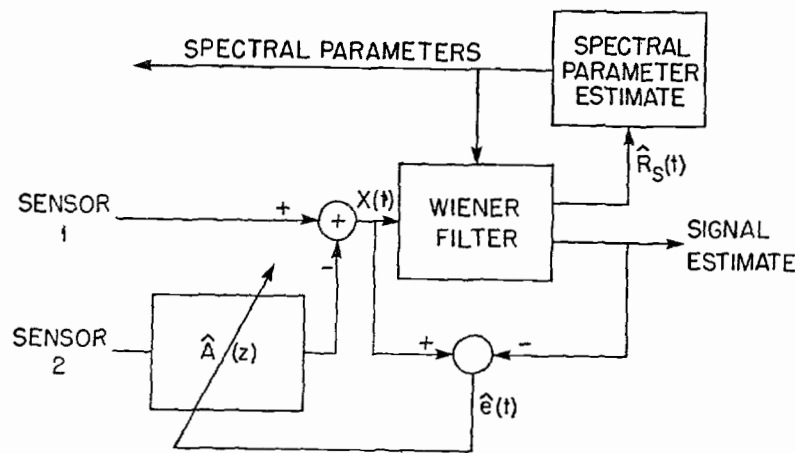 SPECTRAL PARAMETERS
SPECTRAL
PARAMETER
ESTIMATE
R̂S(t)
SENSOR
1
+
+
X(t)
WIENER
FILTER
SIGNAL
ESTIMATE
-
SENSOR
2
Â(z)
+
-
ê(t)